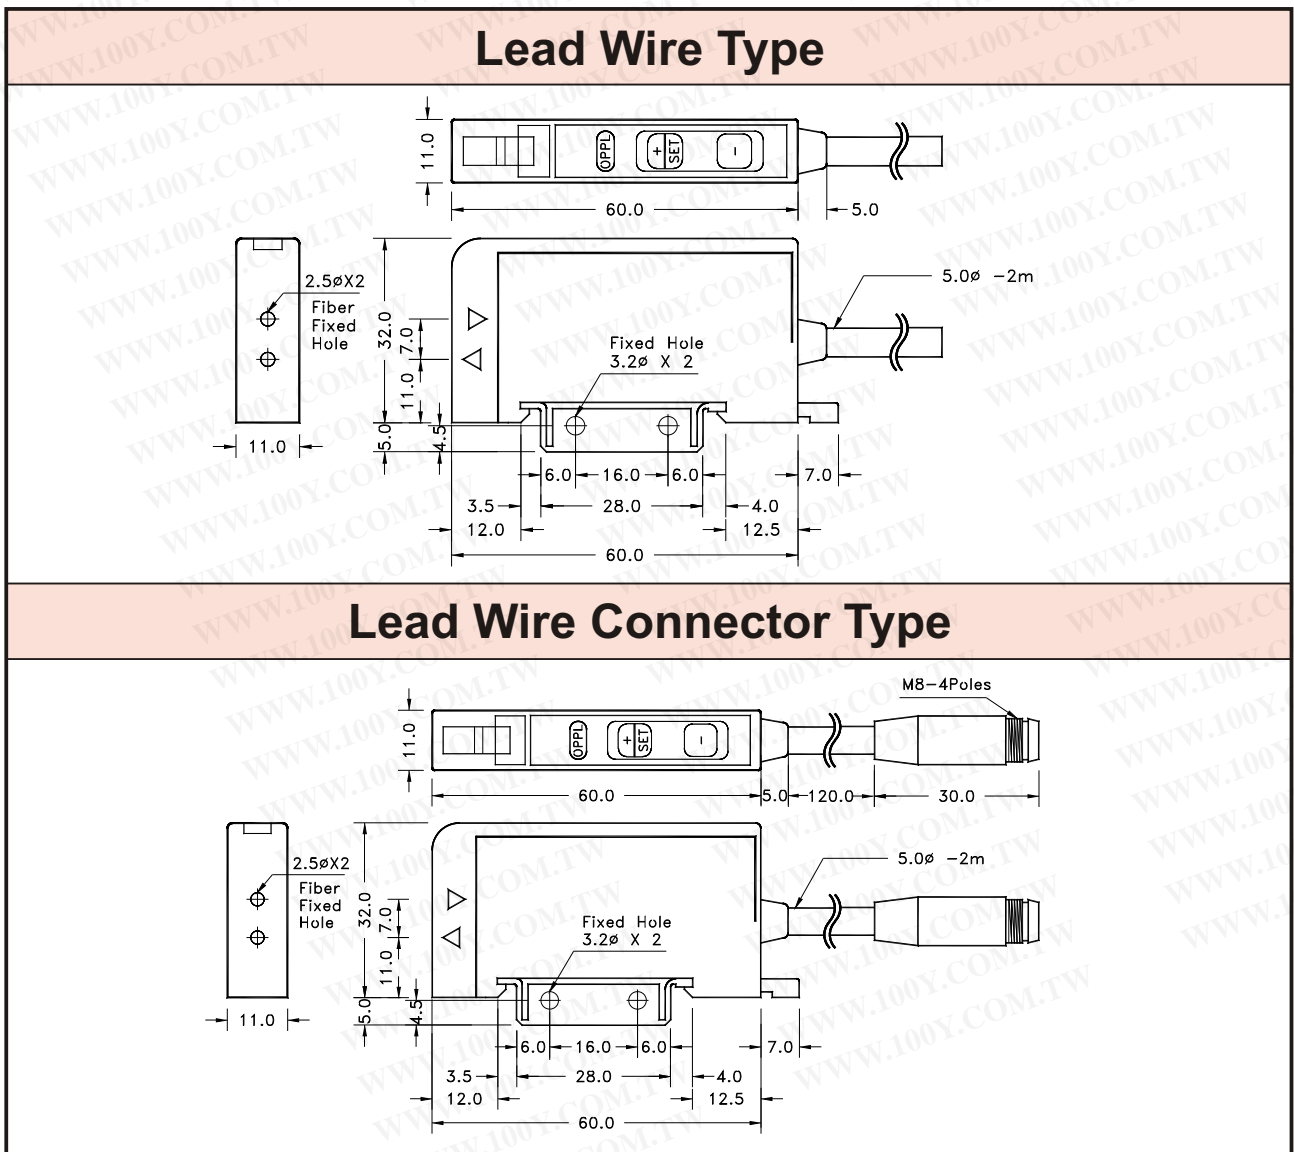 Lead Wire Type
11.0
OPPL
+
SET
-
60.0
5.0
2.5øX2
Fiber
Fixed
Hole
11.0
32.0
7.0
11.0
5.0
4.5
Fixed Hole
3.2ø X 2
5.0ø -2m
6.0
16.0
6.0
7.0
3.5
28.0
4.0
12.0
12.5
60.0
Lead Wire Connector Type
M8-4Poles
11.0
OPPL
+
SET
-
60.0
5.0
120.0
30.0
2.5øX2
Fiber
Fixed
Hole
11.0
32.0
7.0
11.0
5.0
4.5
Fixed Hole
3.2ø X 2
5.0ø -2m
6.0
16.0
6.0
7.0
3.5
28.0
4.0
12.0
12.5
60.0
WWW.100Y.COM.TW